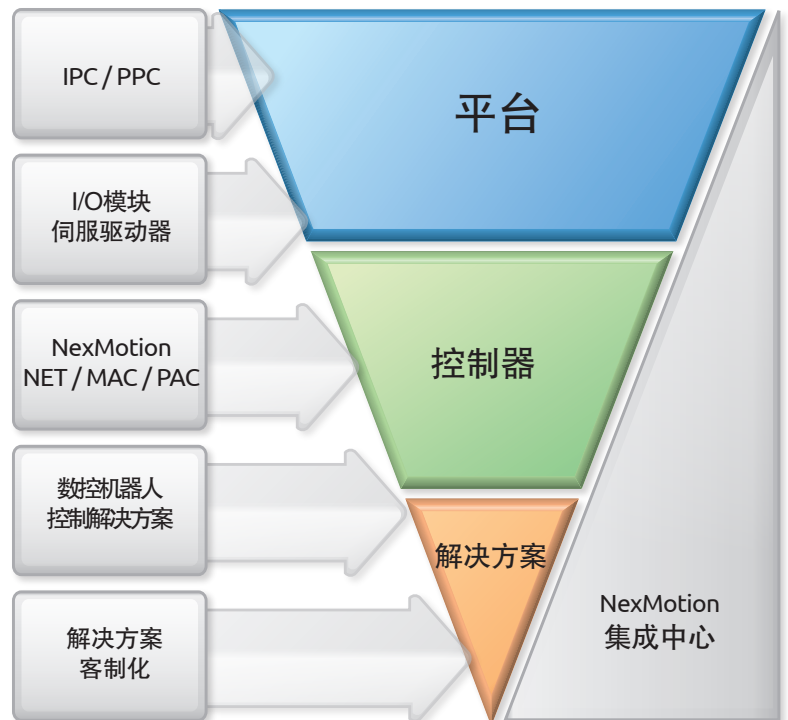 IPC / PPC
平台
I/O模块
伺服驱动器
NexMotion
NET / MAC / PAC
控制器
数控机器人
控制解决方案
解决方案
解决方案
客制化
NexMotion
集成中心